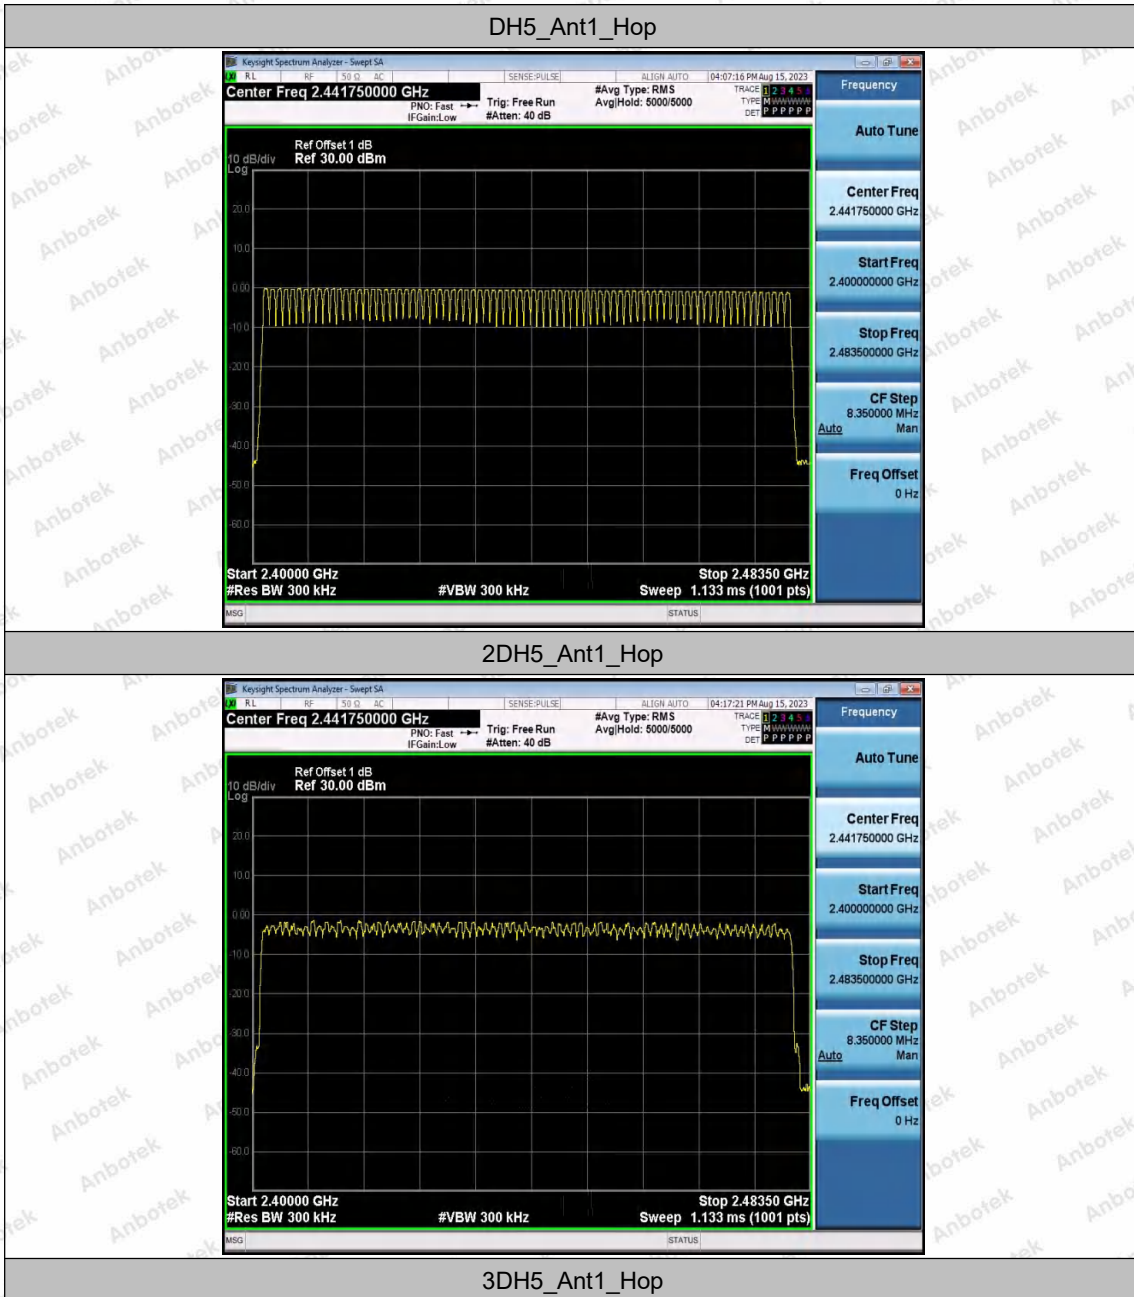 DH5_Ant1_Hop
Keysight Spectrum Analyzer - Swept SA
RL RF 50 Ω AC SENSE:PULSE ALIGN AUTO 04:07:16 PM Aug 15, 2023
Center Freq 2.441750000 GHz
PNO: Fast
IFGain:Low
Trig: Free Run
#Atten: 40 dB
#Avg Type: RMS
Avg|Hold: 5000/5000
TRACE 1 2 3 4 5 6
TYPE M WWWWW
DET P P P P P P
Ref Offset 1 dB
10 dB/div Ref 30.00 dBm
Log
20.0
10.0
0.00
-10.0
-20.0
-30.0
-40.0
-50.0
-60.0
Start 2.40000 GHz Stop 2.48350 GHz
#Res BW 300 kHz #VBW 300 kHz Sweep 1.133 ms (1001 pts)
MSG STATUS
Frequency
Auto Tune
Center Freq
2.441750000 GHz
Start Freq
2.400000000 GHz
Stop Freq
2.483500000 GHz
CF Step
8.350000 MHz
Auto Man
Freq Offset
0 Hz
2DH5_Ant1_Hop
Keysight Spectrum Analyzer - Swept SA
RL RF 50 Ω AC SENSE:PULSE ALIGN AUTO 04:17:21 PM Aug 15, 2023
Center Freq 2.441750000 GHz
PNO: Fast
IFGain:Low
Trig: Free Run
#Atten: 40 dB
#Avg Type: RMS
Avg|Hold: 5000/5000
TRACE 1 2 3 4 5 6
TYPE M WWWWW
DET P P P P P P
Ref Offset 1 dB
10 dB/div Ref 30.00 dBm
Log
20.0
10.0
0.00
-10.0
-20.0
-30.0
-40.0
-50.0
-60.0
Start 2.40000 GHz Stop 2.48350 GHz
#Res BW 300 kHz #VBW 300 kHz Sweep 1.133 ms (1001 pts)
MSG STATUS
Frequency
Auto Tune
Center Freq
2.441750000 GHz
Start Freq
2.400000000 GHz
Stop Freq
2.483500000 GHz
CF Step
8.350000 MHz
Auto Man
Freq Offset
0 Hz
3DH5_Ant1_Hop